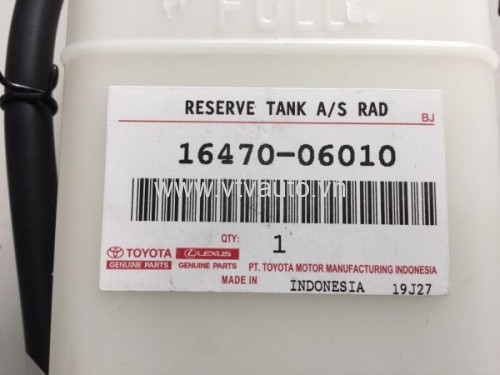 FULL
RESERVE TANK A/S RAD
BJ
16470-06010
www.vtvauto.vn
QTY: 1
TOYOTA LEXUS
GENUINE PARTS GENUINE PARTS
PT. TOYOTA MOTOR MANUFACTURING INDONESIA
MADE IN INDONESIA 19J27